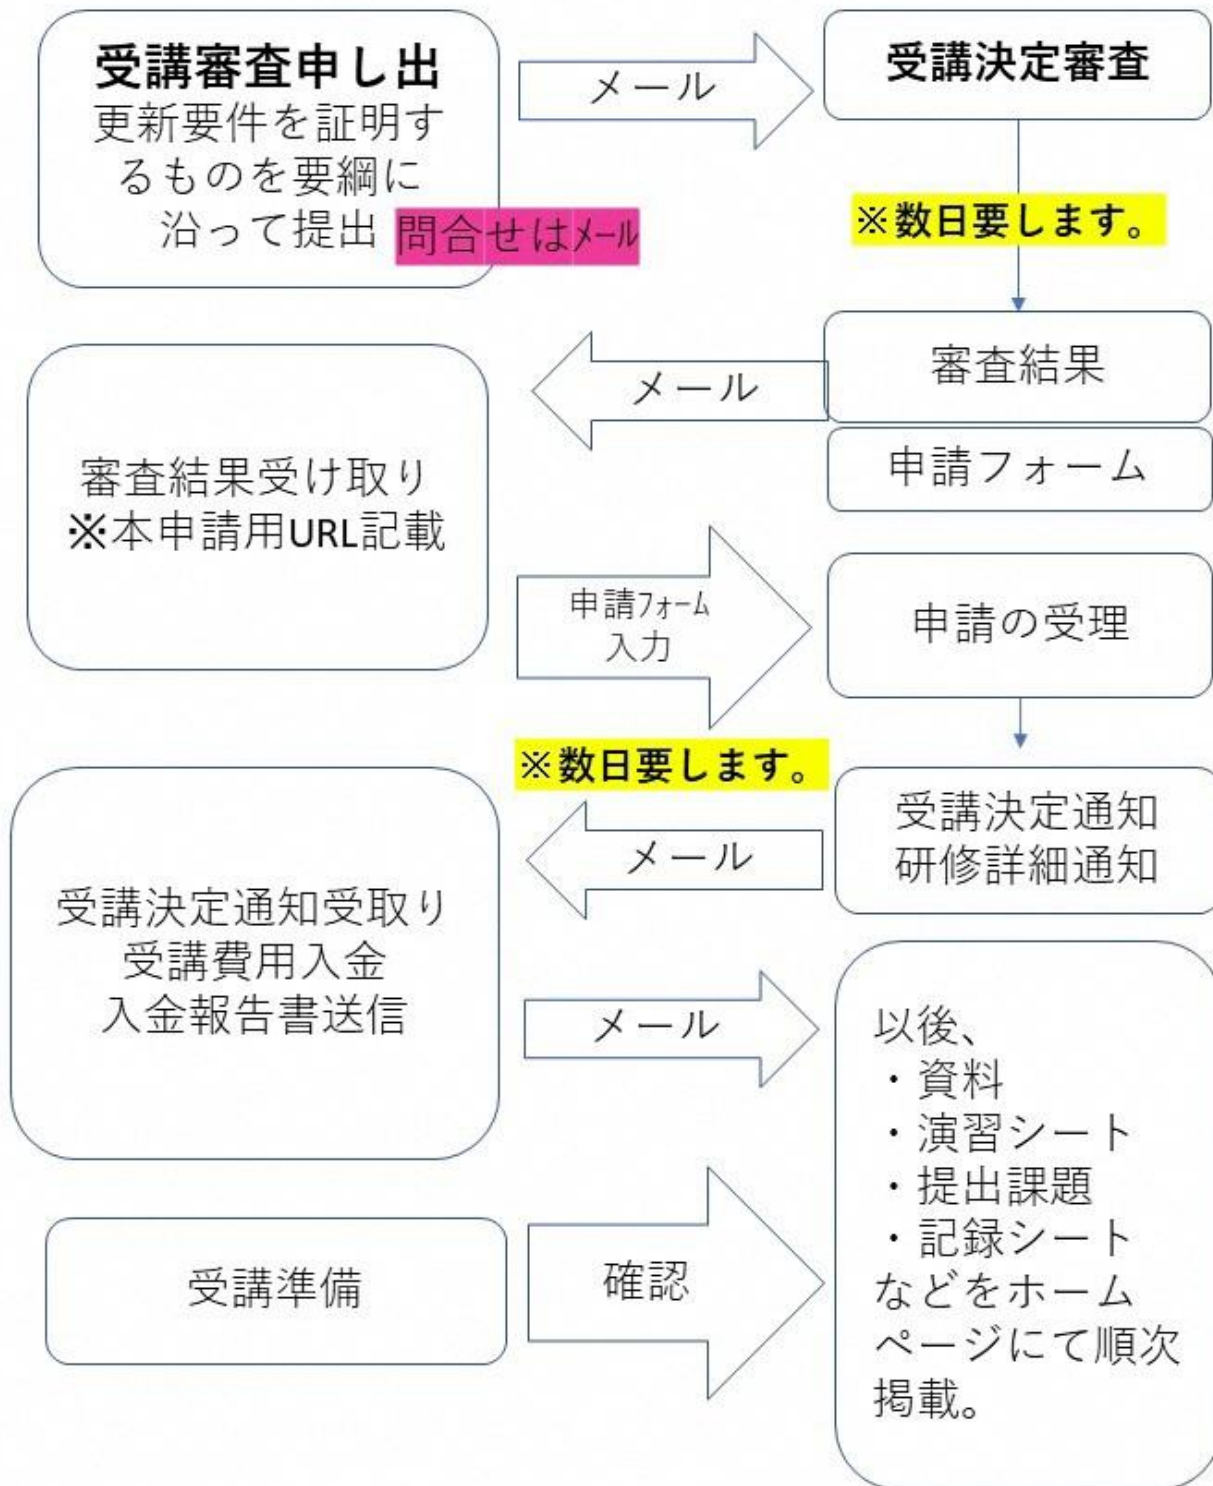 受講審査申し出
更新要件を証明す
るものを要綱に
沿って提出
問合せはメール
メール
受講決定審査
※数日要します。
審査結果
メール
申請フォーム
審査結果受け取り
※本申請用URL記載
申請フォーム
入力
申請の受理
※数日要します。
受講決定通知
研修詳細通知
メール
受講決定通知受取り
受講費用入金
入金報告書送信
メール
以後、
・資料
・演習シート
・提出課題
・記録シート
などをホーム
ページにて順次
掲載。
受講準備
確認